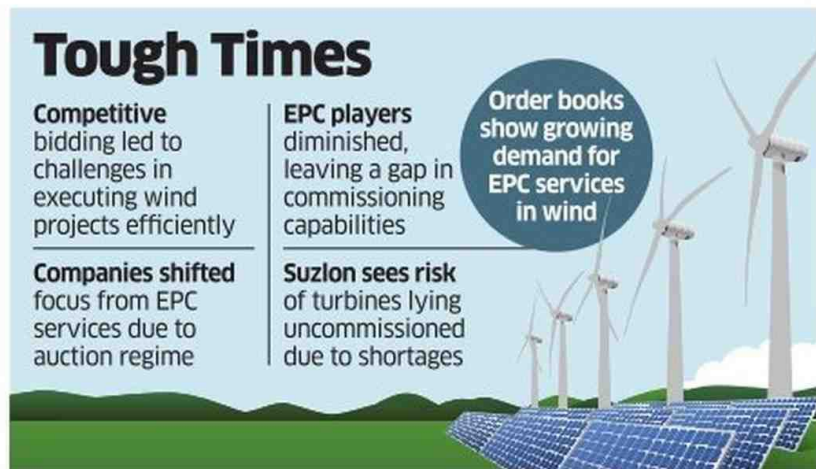 Tough Times
Competitive
bidding led to
challenges in
executing wind
projects efficiently
EPC players
diminished,
leaving a gap in
commissioning
capabilities
Order books
show growing
demand for
EPC services
in wind
Companies shifted
focus from EPC
services due to
auction regime
Suzlon sees risk
of turbines lying
uncommissioned
due to shortages